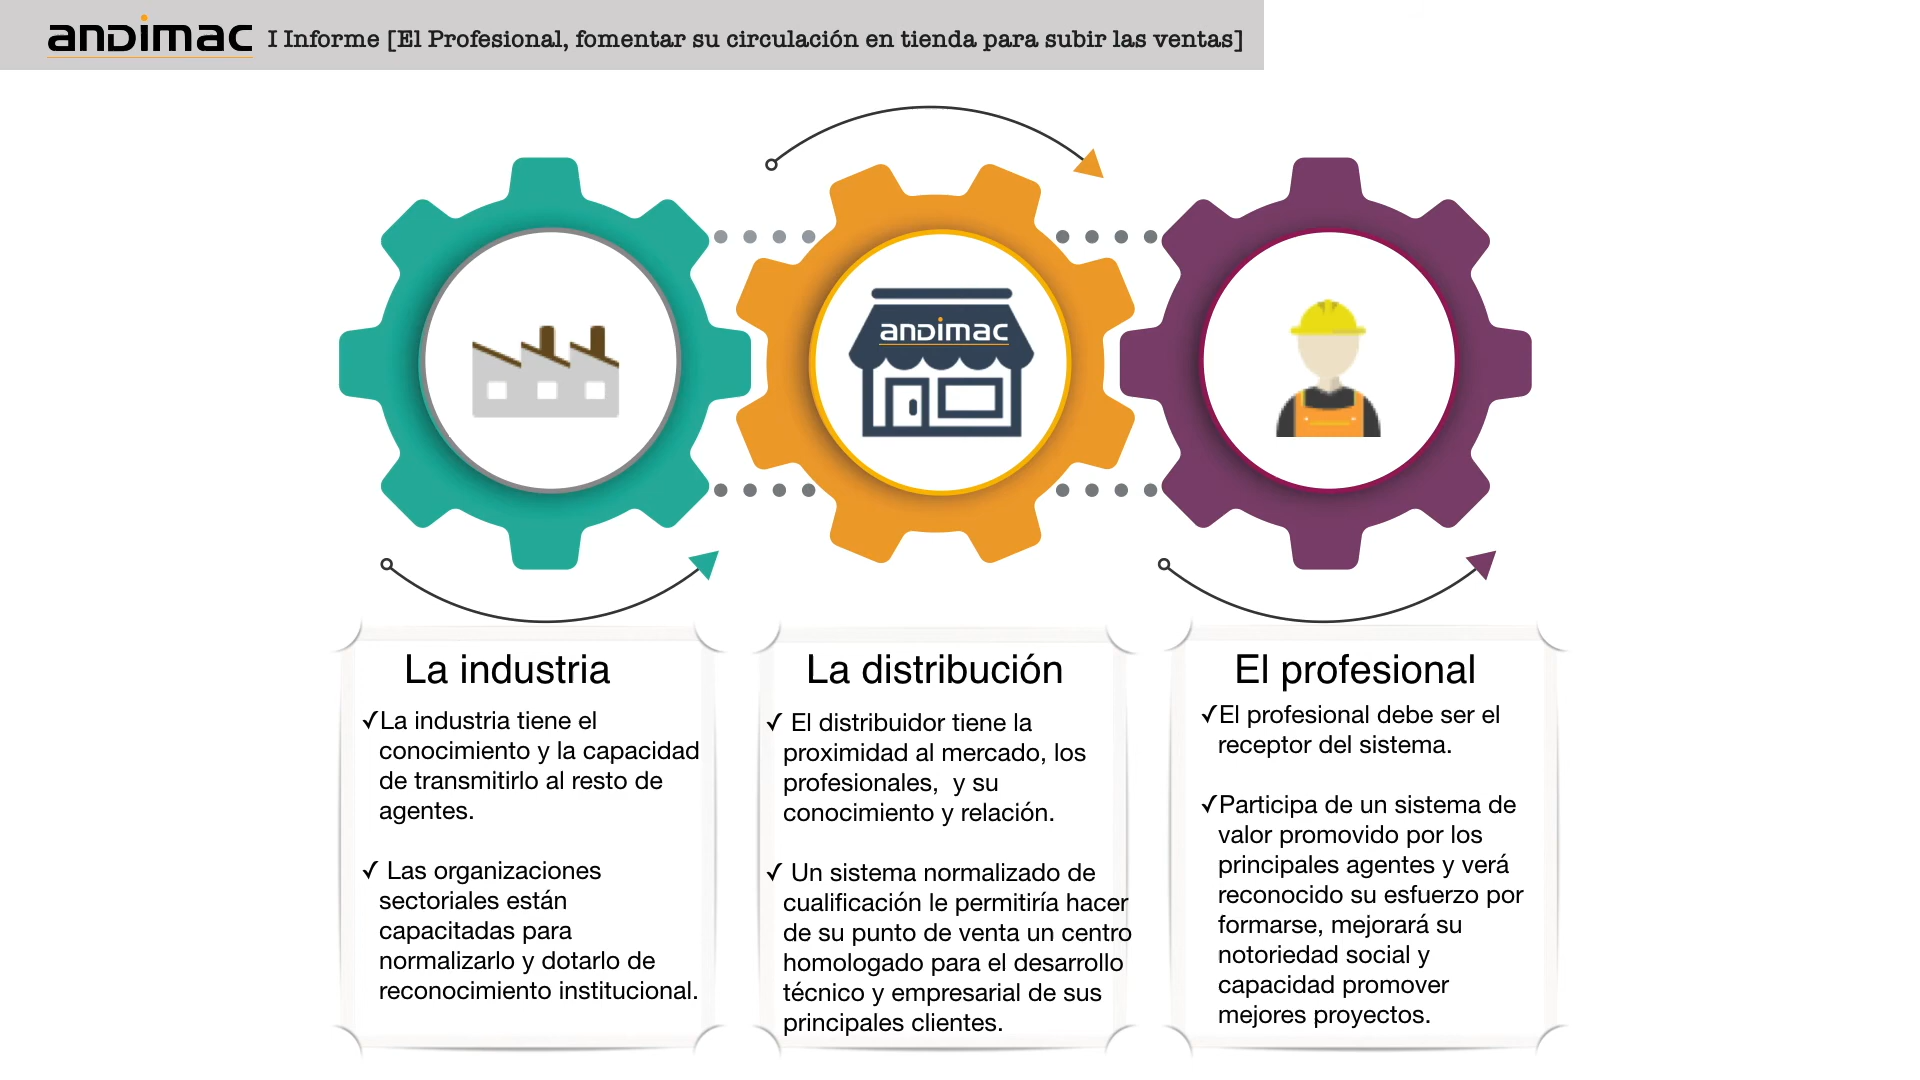 andimac I Informe [El Profesional, fomentar su circulación en tienda para subir las ventas]
andimac
La industria
✓La industria tiene el
conocimiento y la capacidad
de transmitirlo al resto de
agentes.
✓ Las organizaciones
sectoriales están
capacitadas para
normalizarlo y dotarlo de
reconocimiento institucional.
La distribución
✓ El distribuidor tiene la
proximidad al mercado, los
profesionales,  y su
conocimiento y relación.
✓ Un sistema normalizado de
cualificación le permitiría hacer
de su punto de venta un centro
homologado para el desarrollo
técnico y empresarial de sus
principales clientes.
El profesional
✓El profesional debe ser el
receptor del sistema.
✓Participa de un sistema de
valor promovido por los
principales agentes y verá
reconocido su esfuerzo por
formarse, mejorará su
notoriedad social y
capacidad promover
mejores proyectos.